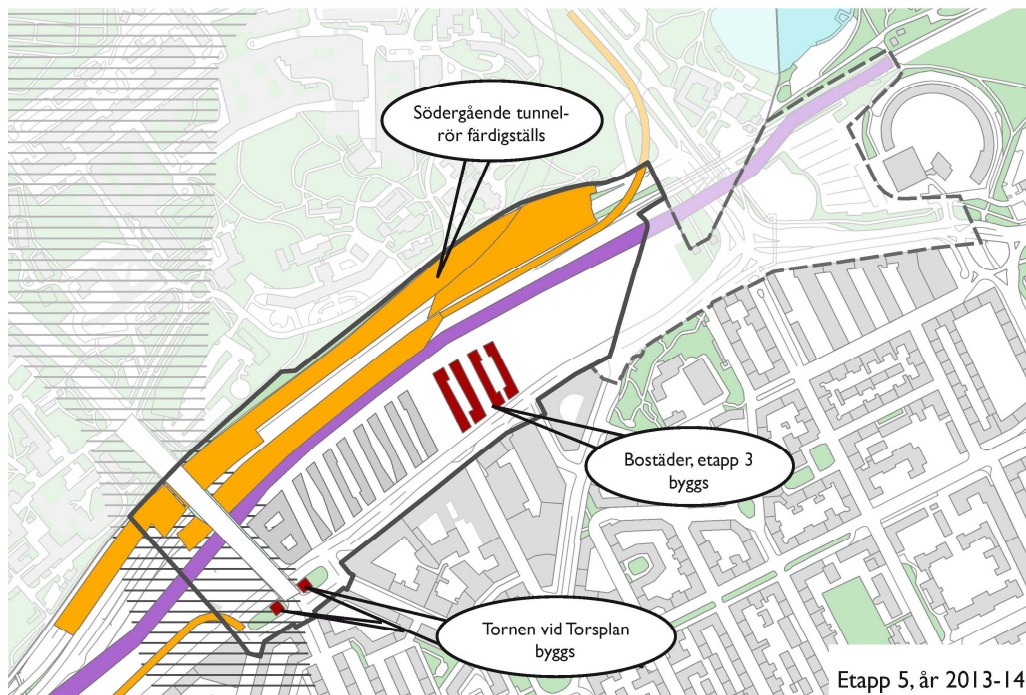 Södergående tunnel-
rör färdigställs
Bostäder, etapp 3
byggs
Tornen vid Torsplan
byggs
Etapp 5, år 2013-14